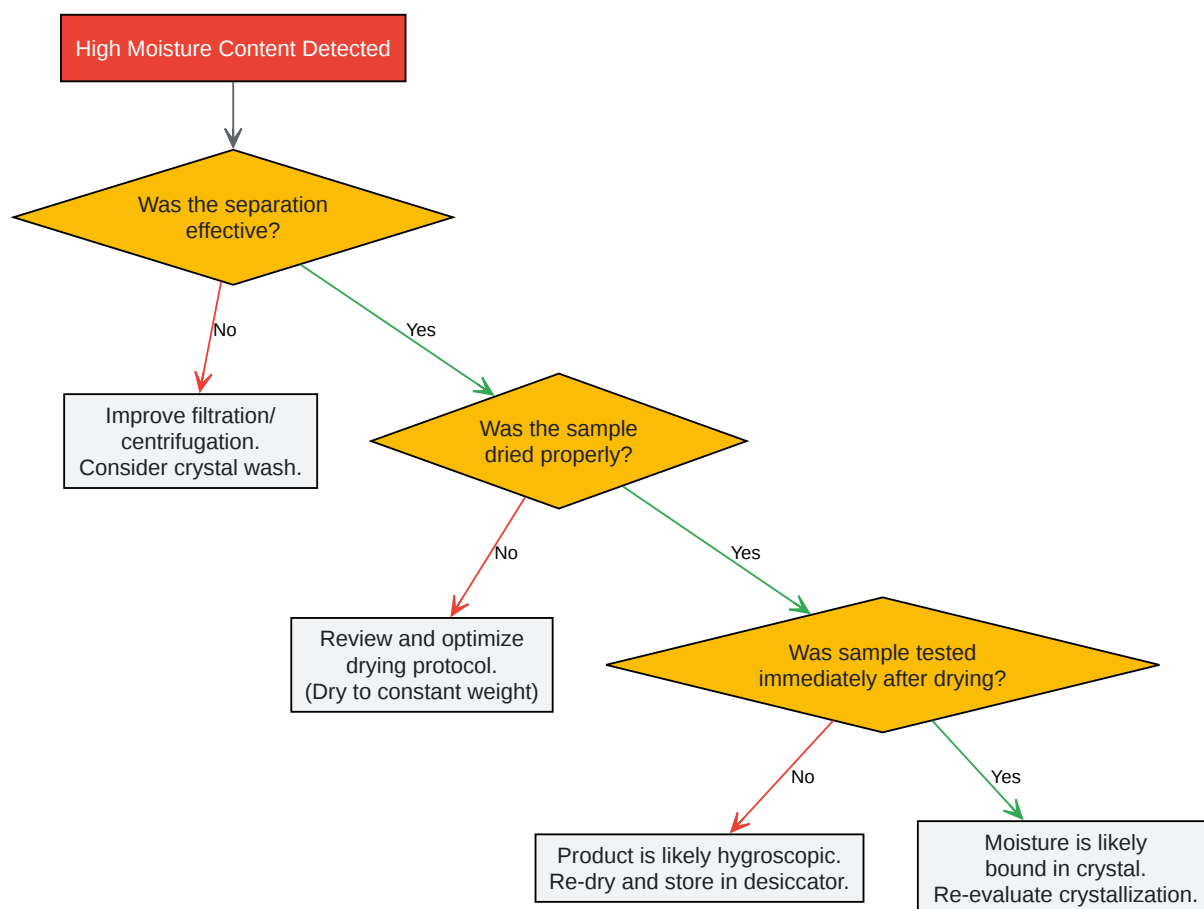 High Moisture Content Detected
Was the separation
effective?
No
Yes
Improve filtration/
centrifugation.
Consider crystal wash.
Was the sample
dried properly?
No
Yes
Review and optimize
drying protocol.
(Dry to constant weight)
Was sample tested
immediately after drying?
No
Yes
Product is likely hygroscopic.
Re-dry and store in desiccator.
Moisture is likely
bound in crystal.
Re-evaluate crystallization.